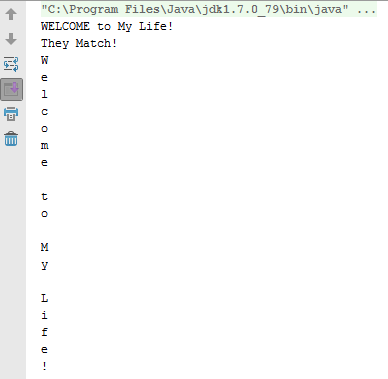 "C:\Program Files\Java\jdk1.7.0_79\bin\java" ...
WELCOME to My Life!
They Match!
W
e
l
c
o
m
e

t
o

M
y

L
i
f
e
!